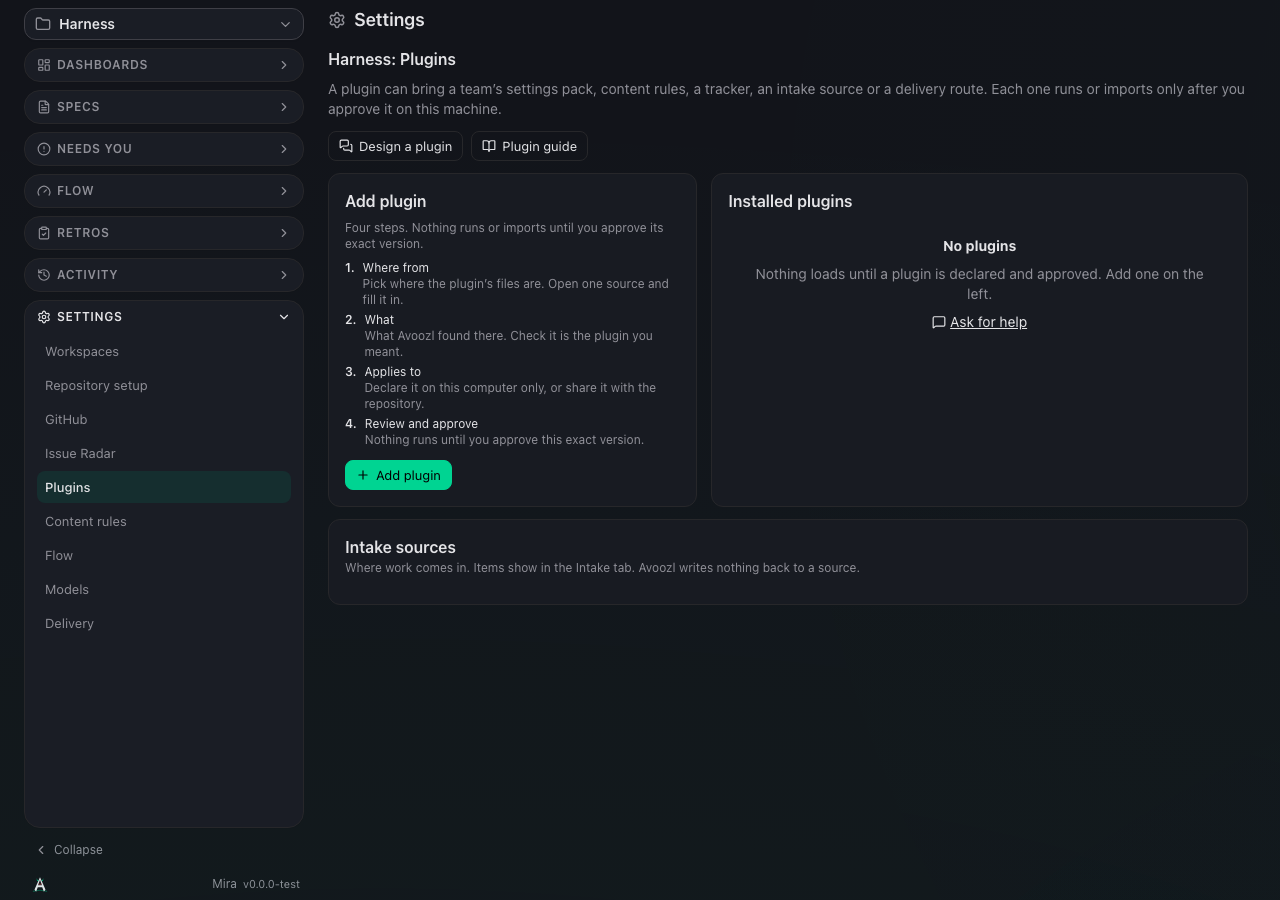 Harness
DASHBOARDS
SPECS
NEEDS YOU
FLOW
RETROS
ACTIVITY
SETTINGS
Workspaces
Repository setup
GitHub
Issue Radar
Plugins
Content rules
Flow
Models
Delivery
Collapse
A
Mira v0.0.0-test
Settings
Harness: Plugins
A plugin can bring a team’s settings pack, content rules, a tracker, an intake source or a delivery route. Each one runs or imports only after you
approve it on this machine.
Design a plugin
Plugin guide
Add plugin
Four steps. Nothing runs or imports until you approve its
exact version.
1. Where from
Pick where the plugin’s files are. Open one source and
fill it in.
2. What
What Avoozl found there. Check it is the plugin you
meant.
3. Applies to
Declare it on this computer only, or share it with the
repository.
4. Review and approve
Nothing runs until you approve this exact version.
Add plugin
Installed plugins
No plugins
Nothing loads until a plugin is declared and approved. Add one on the
left.
Ask for help
Intake sources
Where work comes in. Items show in the Intake tab. Avoozl writes nothing back to a source.